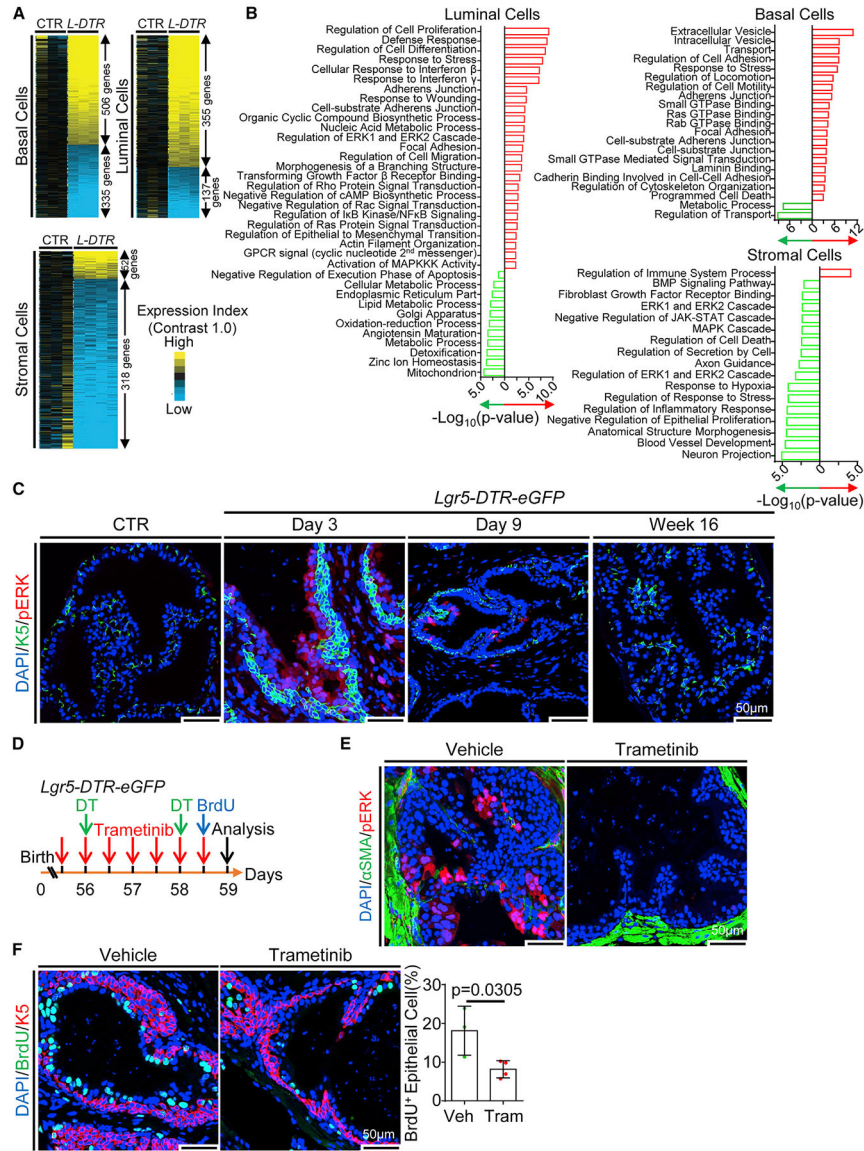 A
CTR L-DTR
CTR L-DTR
Basal Cells
506 genes
335 genes
Luminal Cells
355 genes
137 genes
CTR L-DTR
Stromal Cells
genes
318 genes
Expression Index
(Contrast 1.0)
High
Low
B
Luminal Cells
Regulation of Cell Proliferation
Defense Response
Regulation of Cell Differentiation
Response to Stress
Cellular Response to Interferon β
Response to Interferon γ
Adherens Junction
Response to Wounding
Cell-substrate Adherens Junction
Organic Cyclic Compound Biosynthetic Process
Nucleic Acid Metabolic Process
Regulation of ERK1 and ERK2 Cascade
Focal Adhesion
Regulation of Cell Migration
Morphogenesis of a Branching Structure
Transforming Growth Factor β Receptor Binding
Regulation of Rho Protein Signal Transduction
Negative Regulation of cAMP Biosynthetic Process
Negative Regulation of Rac Signal Transduction
Regulation of IκB Kinase/NFκB Signaling
Regulation of Ras Protein Signal Transduction
Regulation of Epithelial to Mesenchymal Transition
Actin Filament Organization
GPCR signal (cyclic nucleotide 2nd messenger)
Activation of MAPKKK Activity
Negative Regulation of Execution Phase of Apoptosis
Cellular Metabolic Process
Endoplasmic Reticulum Part
Lipid Metabolic Process
Golgi Apparatus
Oxidation-reduction Process
Angiotensin Maturation
Metabolic Process
Detoxification
Zinc Ion Homeostasis
Mitochondrion
5.0 0 5.0 10.0
-Log10(p-value)
Basal Cells
Extracellular Vesicle
Intracellular Vesicle
Transport
Regulation of Cell Adhesion
Response to Stress
Regulation of Locomotion
Regulation of Cell Motility
Adherens Junction
Small GTPase Binding
Ras GTPase Binding
Rab GTPase Binding
Focal Adhesion
Cell-substrate Adherens Junction
Cell-substrate Junction
Small GTPase Mediated Signal Transduction
Laminin Binding
Cadherin Binding Involved in Cell-Cell Adhesion
Regulation of Cytoskeleton Organization
Programmed Cell Death
Metabolic Process
Regulation of Transport
9 6 3 0 3 6 9 12
Stromal Cells
Regulation of Immune System Process
BMP Signaling Pathway
Fibroblast Growth Factor Receptor Binding
ERK1 and ERK2 Cascade
Negative Regulation of JAK-STAT Cascade
MAPK Cascade
Regulation of Cell Death
Regulation of Secretion by Cell
Axon Guidance
Regulation of ERK1 and ERK2 Cascade
Response to Hypoxia
Regulation of Response to Stress
Regulation of Inflammatory Response
Negative Regulation of Epithelial Proliferation
Anatomical Structure Morphogenesis
Blood Vessel Development
Neuron Projection
5.0 0 5.0
-Log10(p-value)
C
Lgr5-DTR-eGFP
CTR Day 3 Day 9 Week 16
DAPI/K5/pERK
50μm
D
Lgr5-DTR-eGFP
DT DT BrdU
Trametinib Analysis
Birth
Days
0 56 57 58 59
E
Vehicle Trametinib
DAPI/αSMA/pERK
50μm
F
Vehicle Trametinib
DAPI/BrdU/K5
50μm
BrdU+ Epithelial Cell(%)
p=0.0305
30
20
10
0
Veh Tram